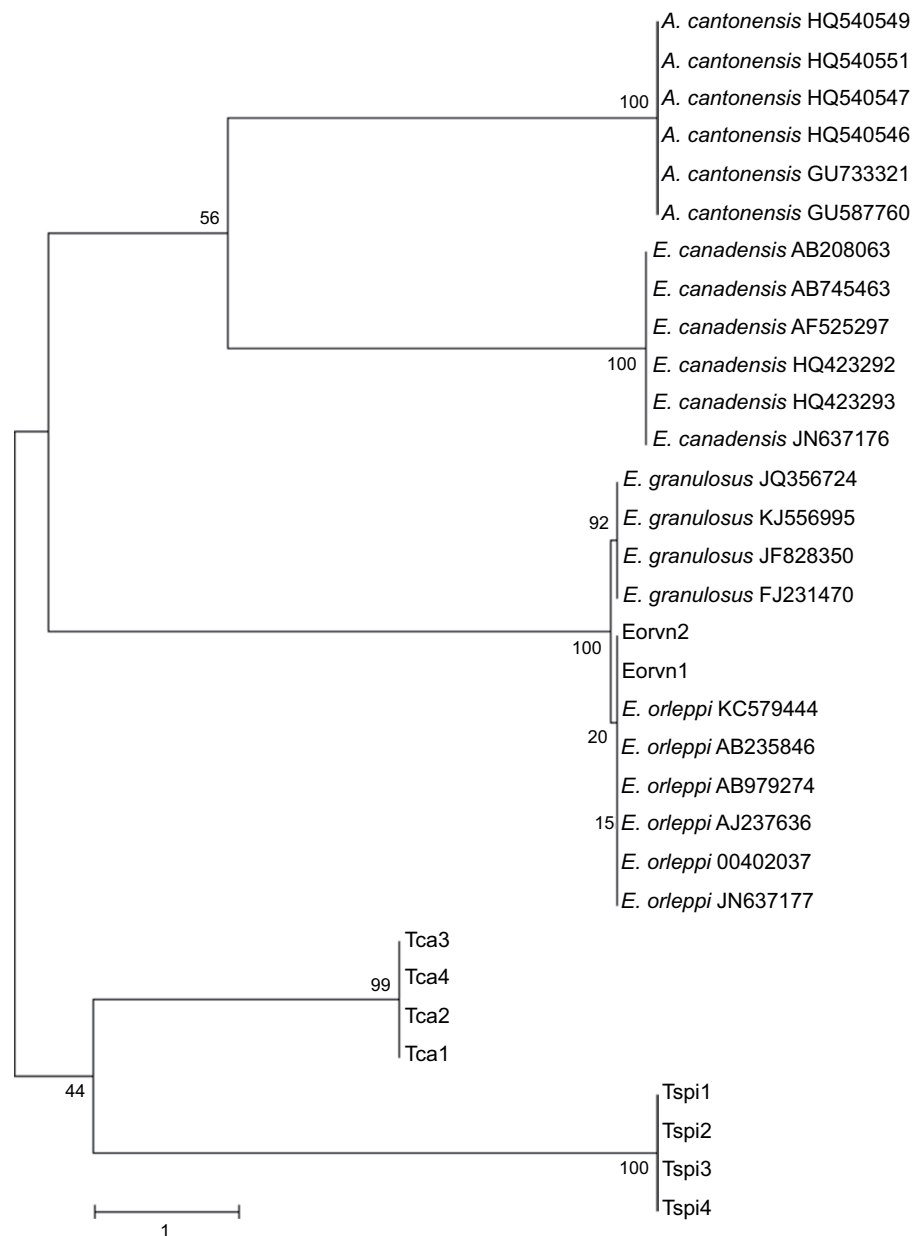 A. cantonensis HQ540549
A. cantonensis HQ540551
A. cantonensis HQ540547
100
A. cantonensis HQ540546
A. cantonensis GU733321
A. cantonensis GU587760
56
E. canadensis AB208063
E. canadensis AB745463
E. canadensis AF525297
E. canadensis HQ423292
100
E. canadensis HQ423293
E. canadensis JN637176
E. granulosus JQ356724
92
E. granulosus KJ556995
E. granulosus JF828350
E. granulosus FJ231470
Eorvn2
100
Eorvn1
E. orleppi KC579444
20
E. orleppi AB235846
E. orleppi AB979274
15
E. orleppi AJ237636
E. orleppi 00402037
E. orleppi JN637177
Tca3
99
Tca4
Tca2
Tca1
44
Tspi1
Tspi2
100
Tspi3
Tspi4
1